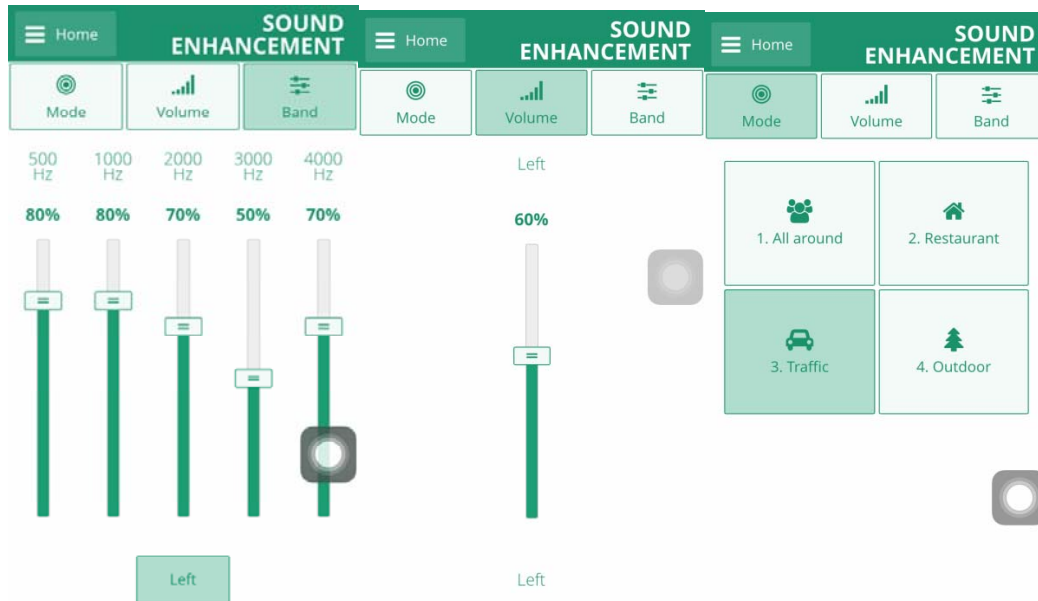 Home
SOUND
ENHANCEMENT
Mode
Volume
Band
500
Hz
1000
Hz
2000
Hz
3000
Hz
4000
Hz
80%
80%
70%
50%
70%
Left
Home
SOUND
ENHANCEMENT
Mode
Volume
Band
Left
60%
Left
Home
SOUND
ENHANCEMENT
Mode
Volume
Band
1. All around
2. Restaurant
3. Traffic
4. Outdoor